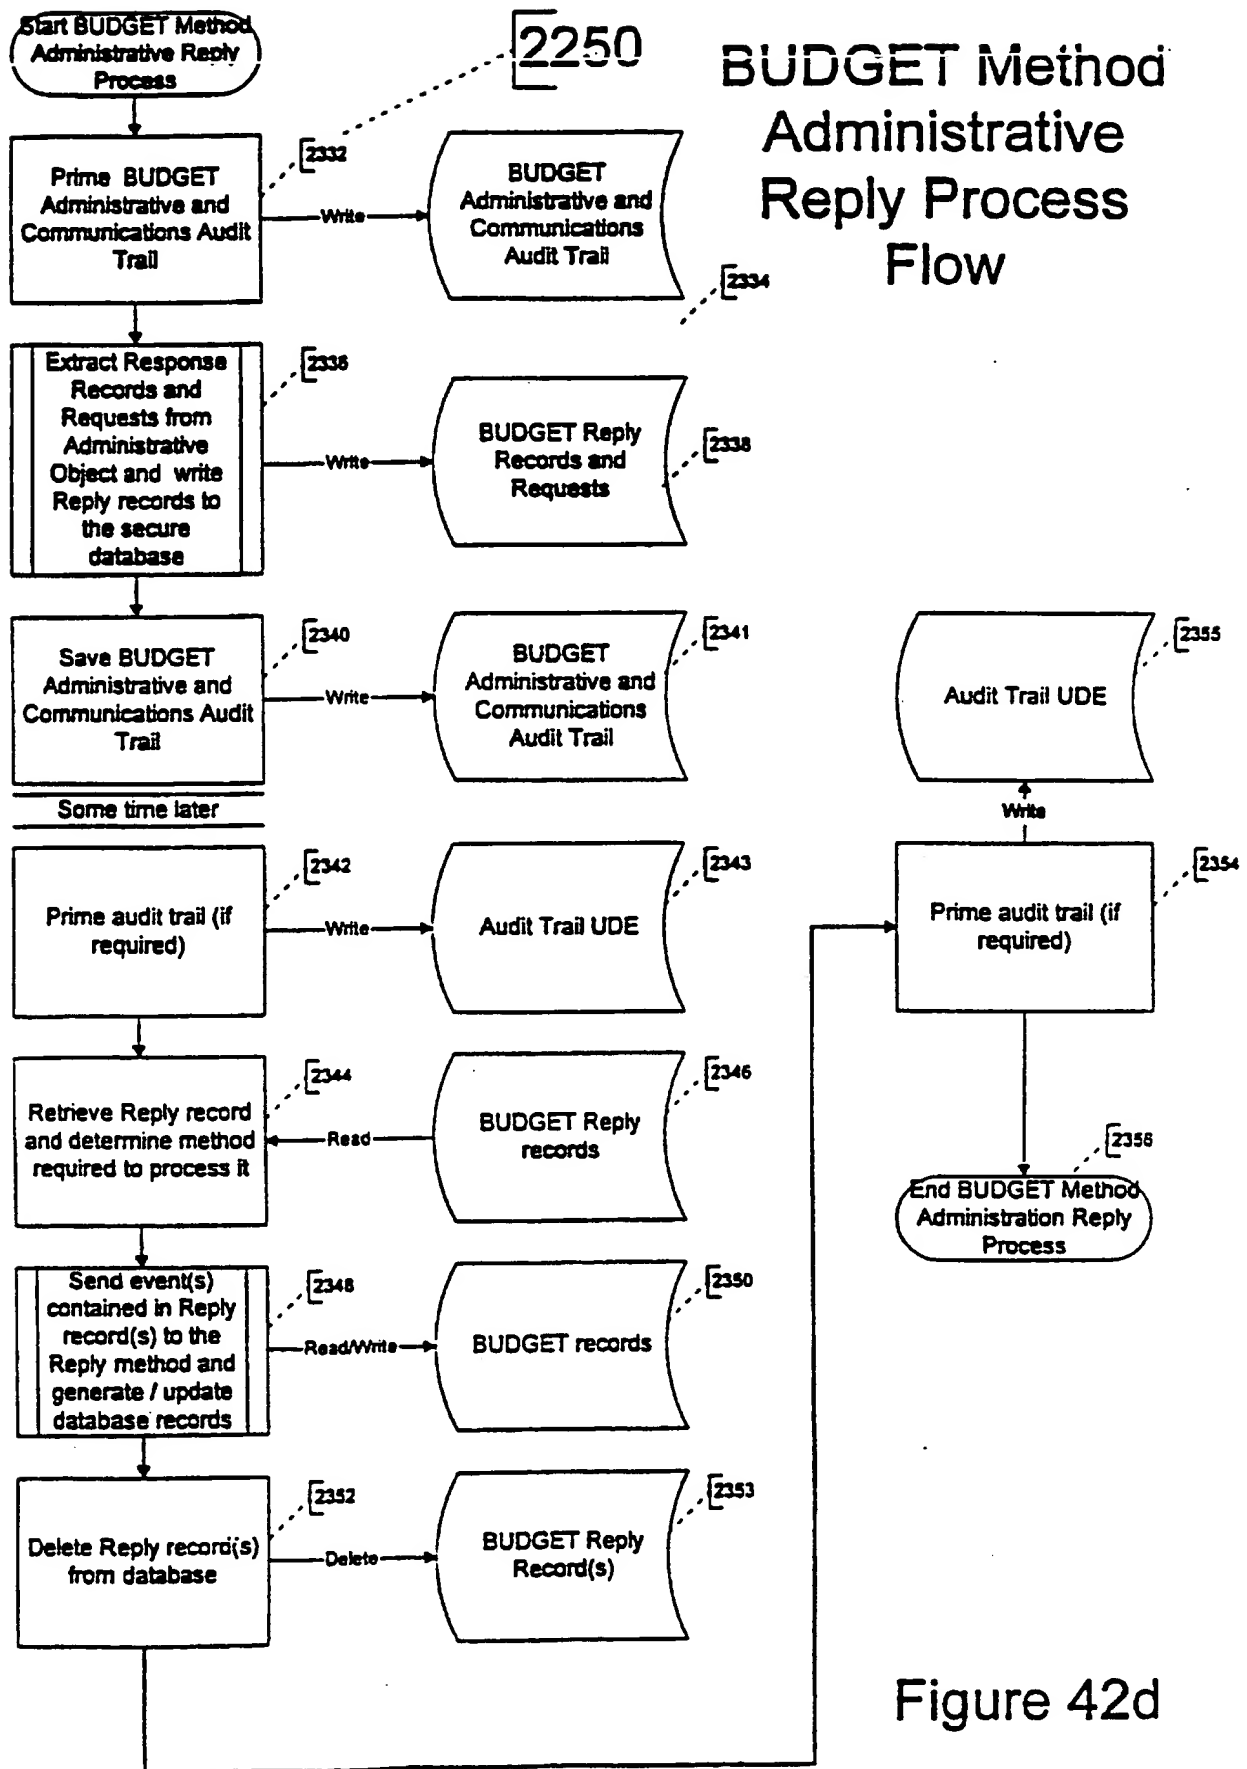 Start BUDGET Method
Administrative Reply
Process
2250
BUDGET Method
Administrative
Reply Process
Flow
Prime BUDGET
Administrative and
Communications Audit
Trail
2332
Write
BUDGET
Administrative and
Communications
Audit Trail
2334
Extract Response
Records and
Requests from
Administrative
Object and write
Reply records to
the secure
database
2336
Write
BUDGET Reply
Records and
Requests
2338
Save BUDGET
Administrative and
Communications Audit
Trail
2340
Write
BUDGET
Administrative and
Communications
Audit Trail
2341
Audit Trail UDE
2355
Some time later
Write
Prime audit trail (if
required)
2342
Write
Audit Trail UDE
2343
Prime audit trail (if
required)
2354
Retrieve Reply record
and determine method
required to process it
2344
Read
BUDGET Reply
records
2346
2356
End BUDGET Method
Administration Reply
Process
Send event(s)
contained in Reply
record(s) to the
Reply method and
generate / update
database records
2348
Read/Write
BUDGET records
2350
Delete Reply record(s)
from database
2352
Delete
BUDGET Reply
Record(s)
2353
Figure 42d